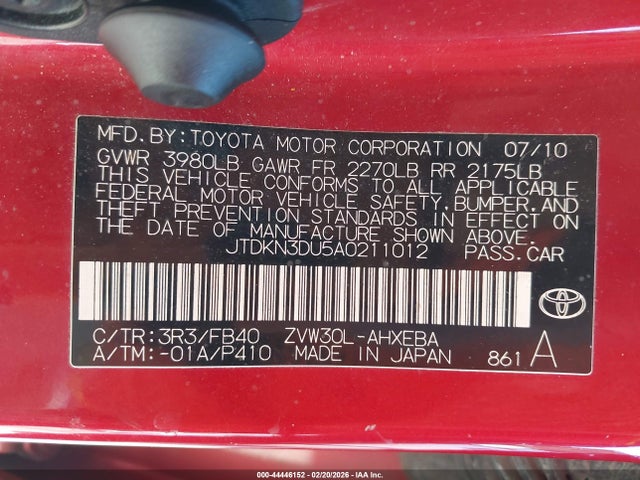 MFD. BY: TOYOTA MOTOR CORPORATION 07/10
GVWR 3980LB GAWR FR 2270LB RR 2175LB
THIS VEHICLE CONFORMS TO ALL APPLICABLE
FEDERAL MOTOR VEHICLE SAFETY, BUMPER, AND
THEFT PREVENTION STANDARDS IN EFFECT ON
THE DATE OF MANUFACTURE SHOWN ABOVE.
JTDKN3DU5A0211012 PASS. CAR
C/TR: 3R3/FB40 ZVW30L-AHXEBA
A/TM: -01A/P410 MADE IN JAPAN 861 A
000-44446152 - 02/20/2026 - IAAI, Inc.